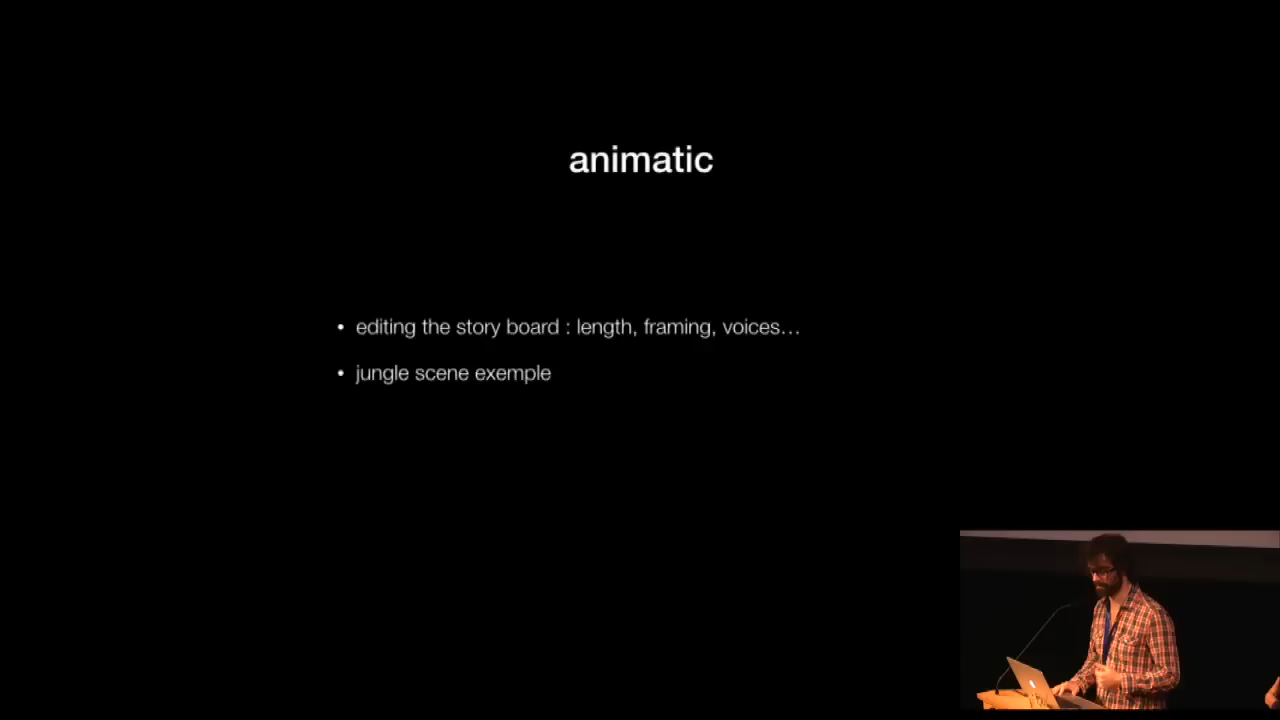 animatic
• editing the story board : length, framing, voices…
• jungle scene exemple